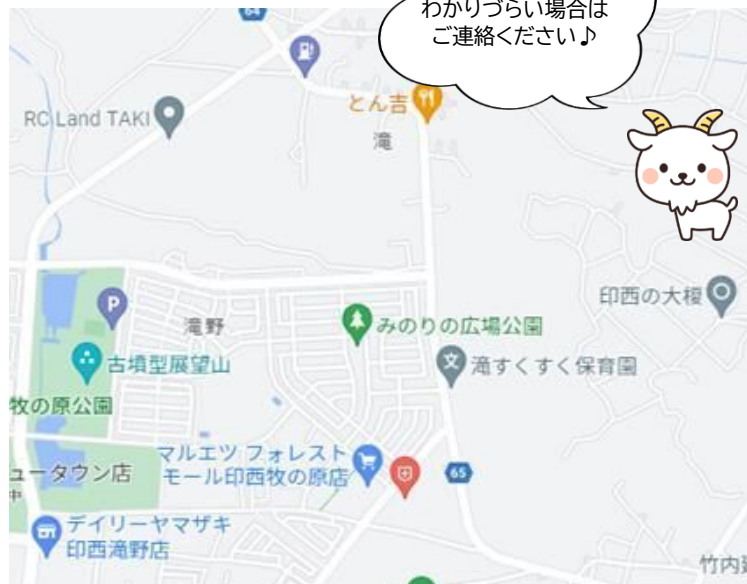 わかりづらい場合は
ご連絡ください♪
64
とん吉
RC Land TAKI
滝
印西の大榎
P
滝野
みのりの広場公園
古墳型展望山
滝すくすく保育園
牧の原公園
マルエツ フォレスト
モール印西牧の原店
65
ュータウン店
中
デイリーヤマザキ
印西滝野店
竹内